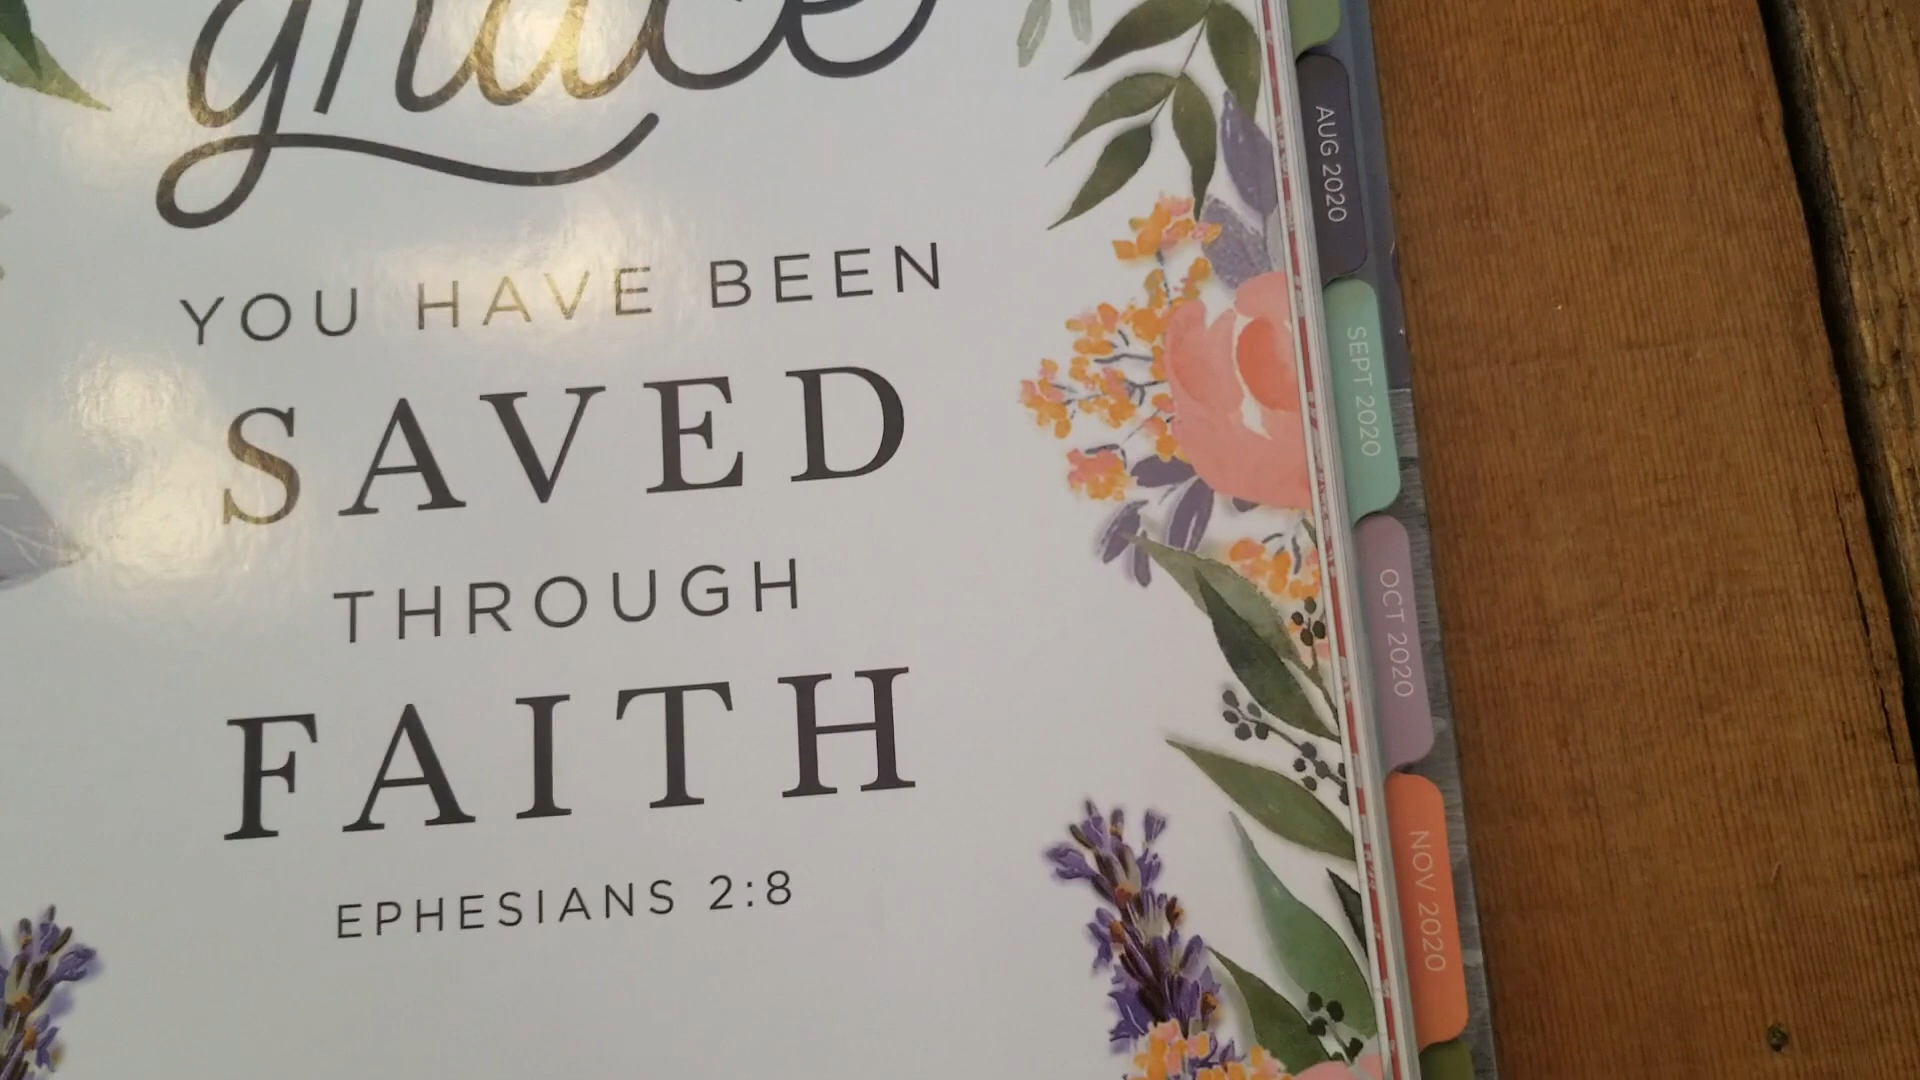 grace
YOU HAVE BEEN
SAVED
THROUGH
FAITH
EPHESIANS 2:8
AUG 2020
SEPT 2020
OCT 2020
NOV 2020